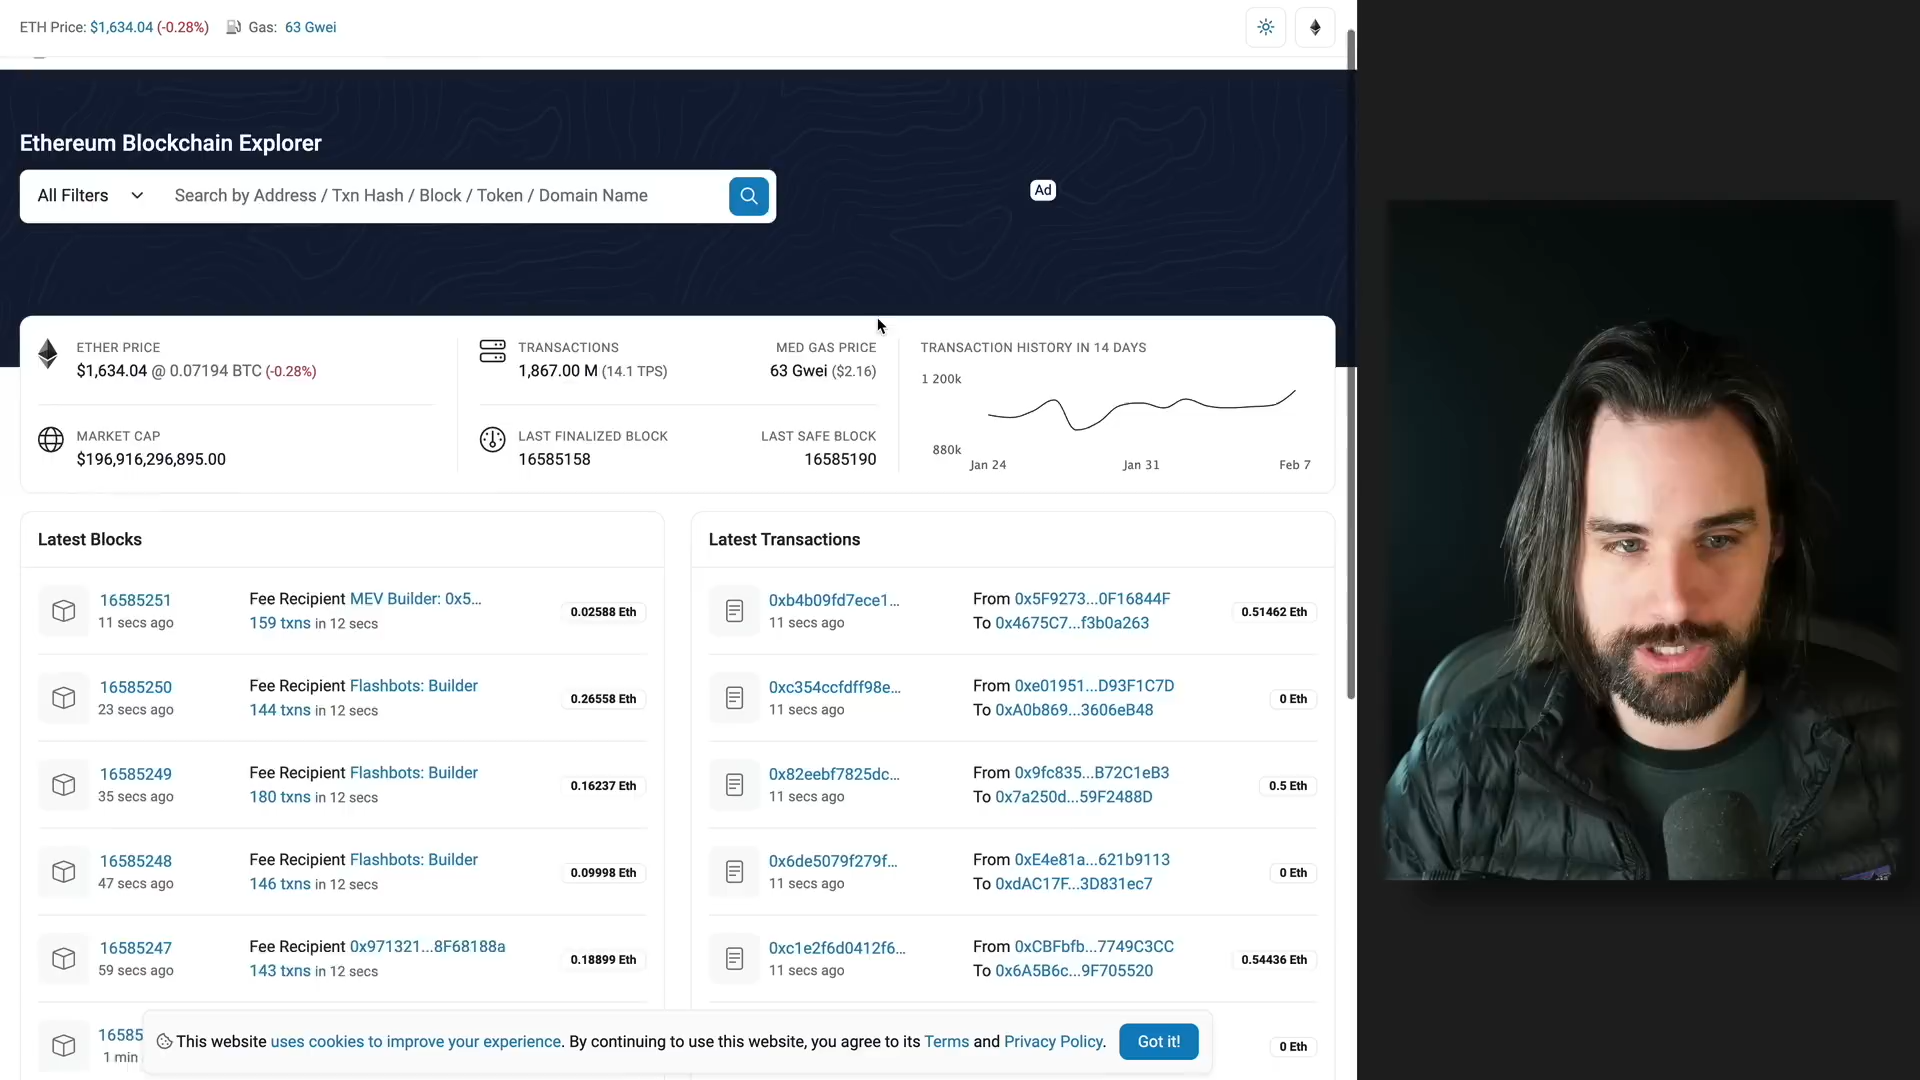 ETH Price: $1,634.04 (-0.28%) Gas: 63 Gwei
Ethereum Blockchain Explorer
All Filters Search by Address / Txn Hash / Block / Token / Domain Name
Ad
ETHER PRICE
$1,634.04 @ 0.07194 BTC (-0.28%)
MARKET CAP
$196,916,296,895.00
TRANSACTIONS
1,867.00 M (14.1 TPS)
MED GAS PRICE
63 Gwei ($2.16)
LAST FINALIZED BLOCK
16585158
LAST SAFE BLOCK
16585190
TRANSACTION HISTORY IN 14 DAYS
1 200k
880k
Jan 24 Jan 31 Feb 7
Latest Blocks
16585251 Fee Recipient MEV Builder: 0x5...
11 secs ago 159 txns in 12 secs
0.02588 Eth
16585250 Fee Recipient Flashbots: Builder
23 secs ago 144 txns in 12 secs
0.26558 Eth
16585249 Fee Recipient Flashbots: Builder
35 secs ago 180 txns in 12 secs
0.16237 Eth
16585248 Fee Recipient Flashbots: Builder
47 secs ago 146 txns in 12 secs
0.09998 Eth
16585247 Fee Recipient 0x971321...8F68188a
59 secs ago 143 txns in 12 secs
0.18899 Eth
16585
1 min
Latest Transactions
0xb4b09fd7ece1... From 0x5F9273...0F16844F
11 secs ago To 0x4675C7...f3b0a263
0.51462 Eth
0xc354ccfdff98e... From 0xe01951...D93F1C7D
11 secs ago To 0xA0b869...3606eB48
0 Eth
0x82eebf7825dc... From 0x9fc835...B72C1eB3
11 secs ago To 0x7a250d...59F2488D
0.5 Eth
0x6de5079f279f... From 0xE4e81a...621b9113
11 secs ago To 0xdAC17F...3D831ec7
0 Eth
0xc1e2f6d0412f6... From 0xCBFbfb...7749C3CC
11 secs ago To 0x6A5B6c...9F705520
0.54436 Eth
0 Eth
This website uses cookies to improve your experience. By continuing to use this website, you agree to its Terms and Privacy Policy. Got it!